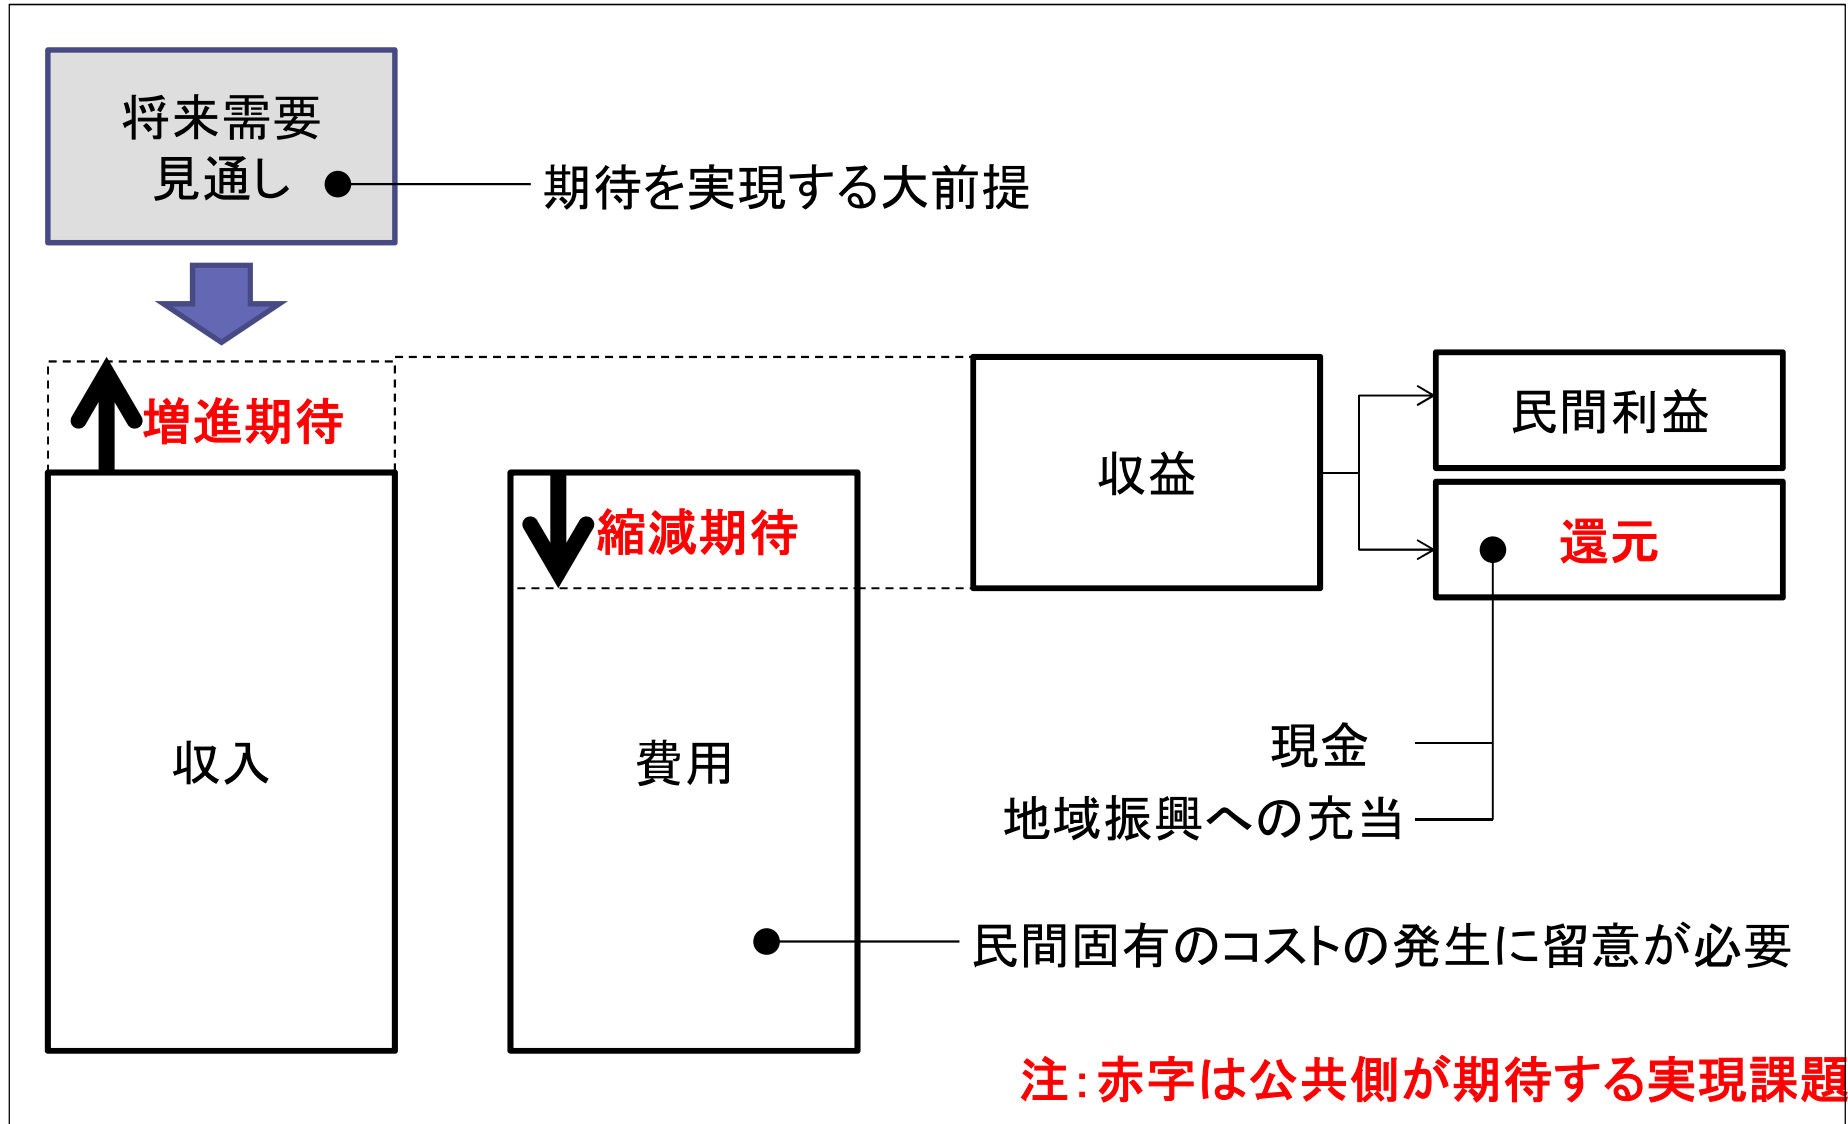 将来需要
見通し
期待を実現する大前提
増進期待
縮減期待
収益
民間利益
還元
収入
費用
現金
地域振興への充当
民間固有のコストの発生に留意が必要
注：赤字は公共側が期待する実現課題